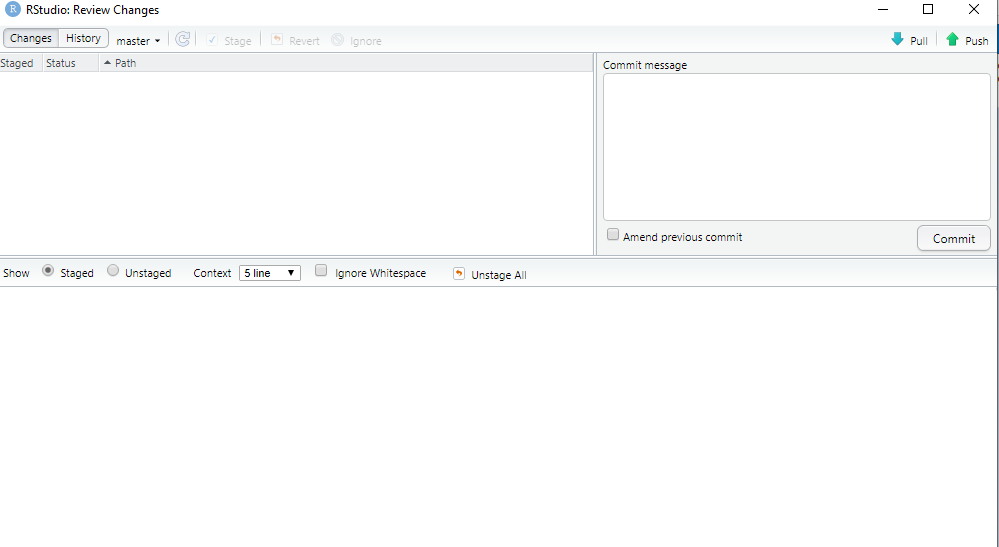 R RStudio: Review Changes
Changes History master Stage Revert Ignore Pull Push
Staged Status Path
Commit message
Amend previous commit
Commit
Show Staged Unstaged Context 5 line Ignore Whitespace Unstage All